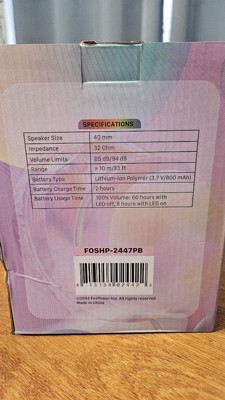 SPECIFICATIONS
Speaker Size 40 mm
Impedance 32 Ohm
Volume Limits 85 dB/94 dB
Range ≥ 10 m/33 ft
Battery Type Lithium-Ion Polymer (3.7 V/800 mAh)
Battery Charge Time 2 hours
Battery Usage Time 100% Volume: 60 hours with
LED off, 8 hours with LED on.
FOSHP-2447PB
Inc. All rights reserved
Made in China